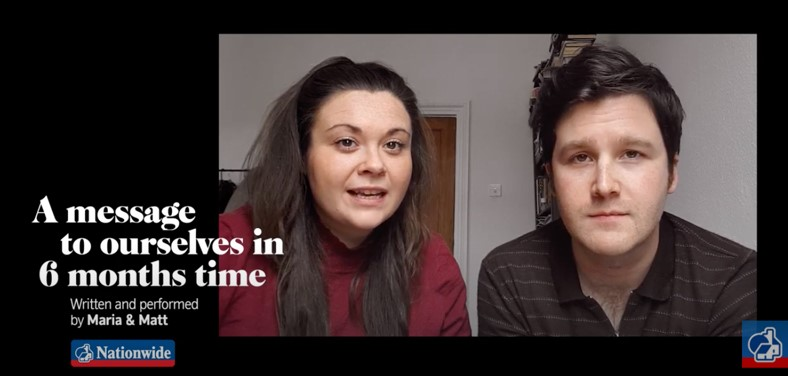 A message
to ourselves in
6 months time
Written and performed
by Maria & Matt
Nationwide